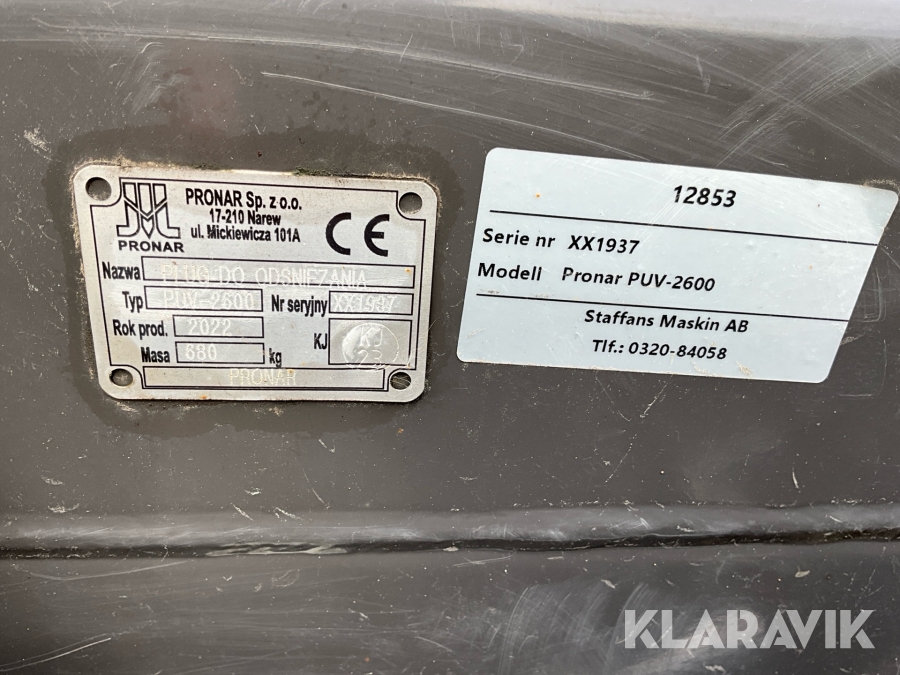 PRONAR
PRONAR Sp. z o.o.
17-210 Narew
ul. Mickiewicza 101A
CE
Nazwa PŁUG DO ODŚNIEŻANIA
Typ PUV-2600 Nr seryjny XX1937
Rok prod. 2022 KJ KJ 23
Masa 680 kg
PRONAR
12853
Serie nr XX1937
Modell Pronar PUV-2600
Staffans Maskin AB
Tlf.: 0320-84058
KLARAVIK